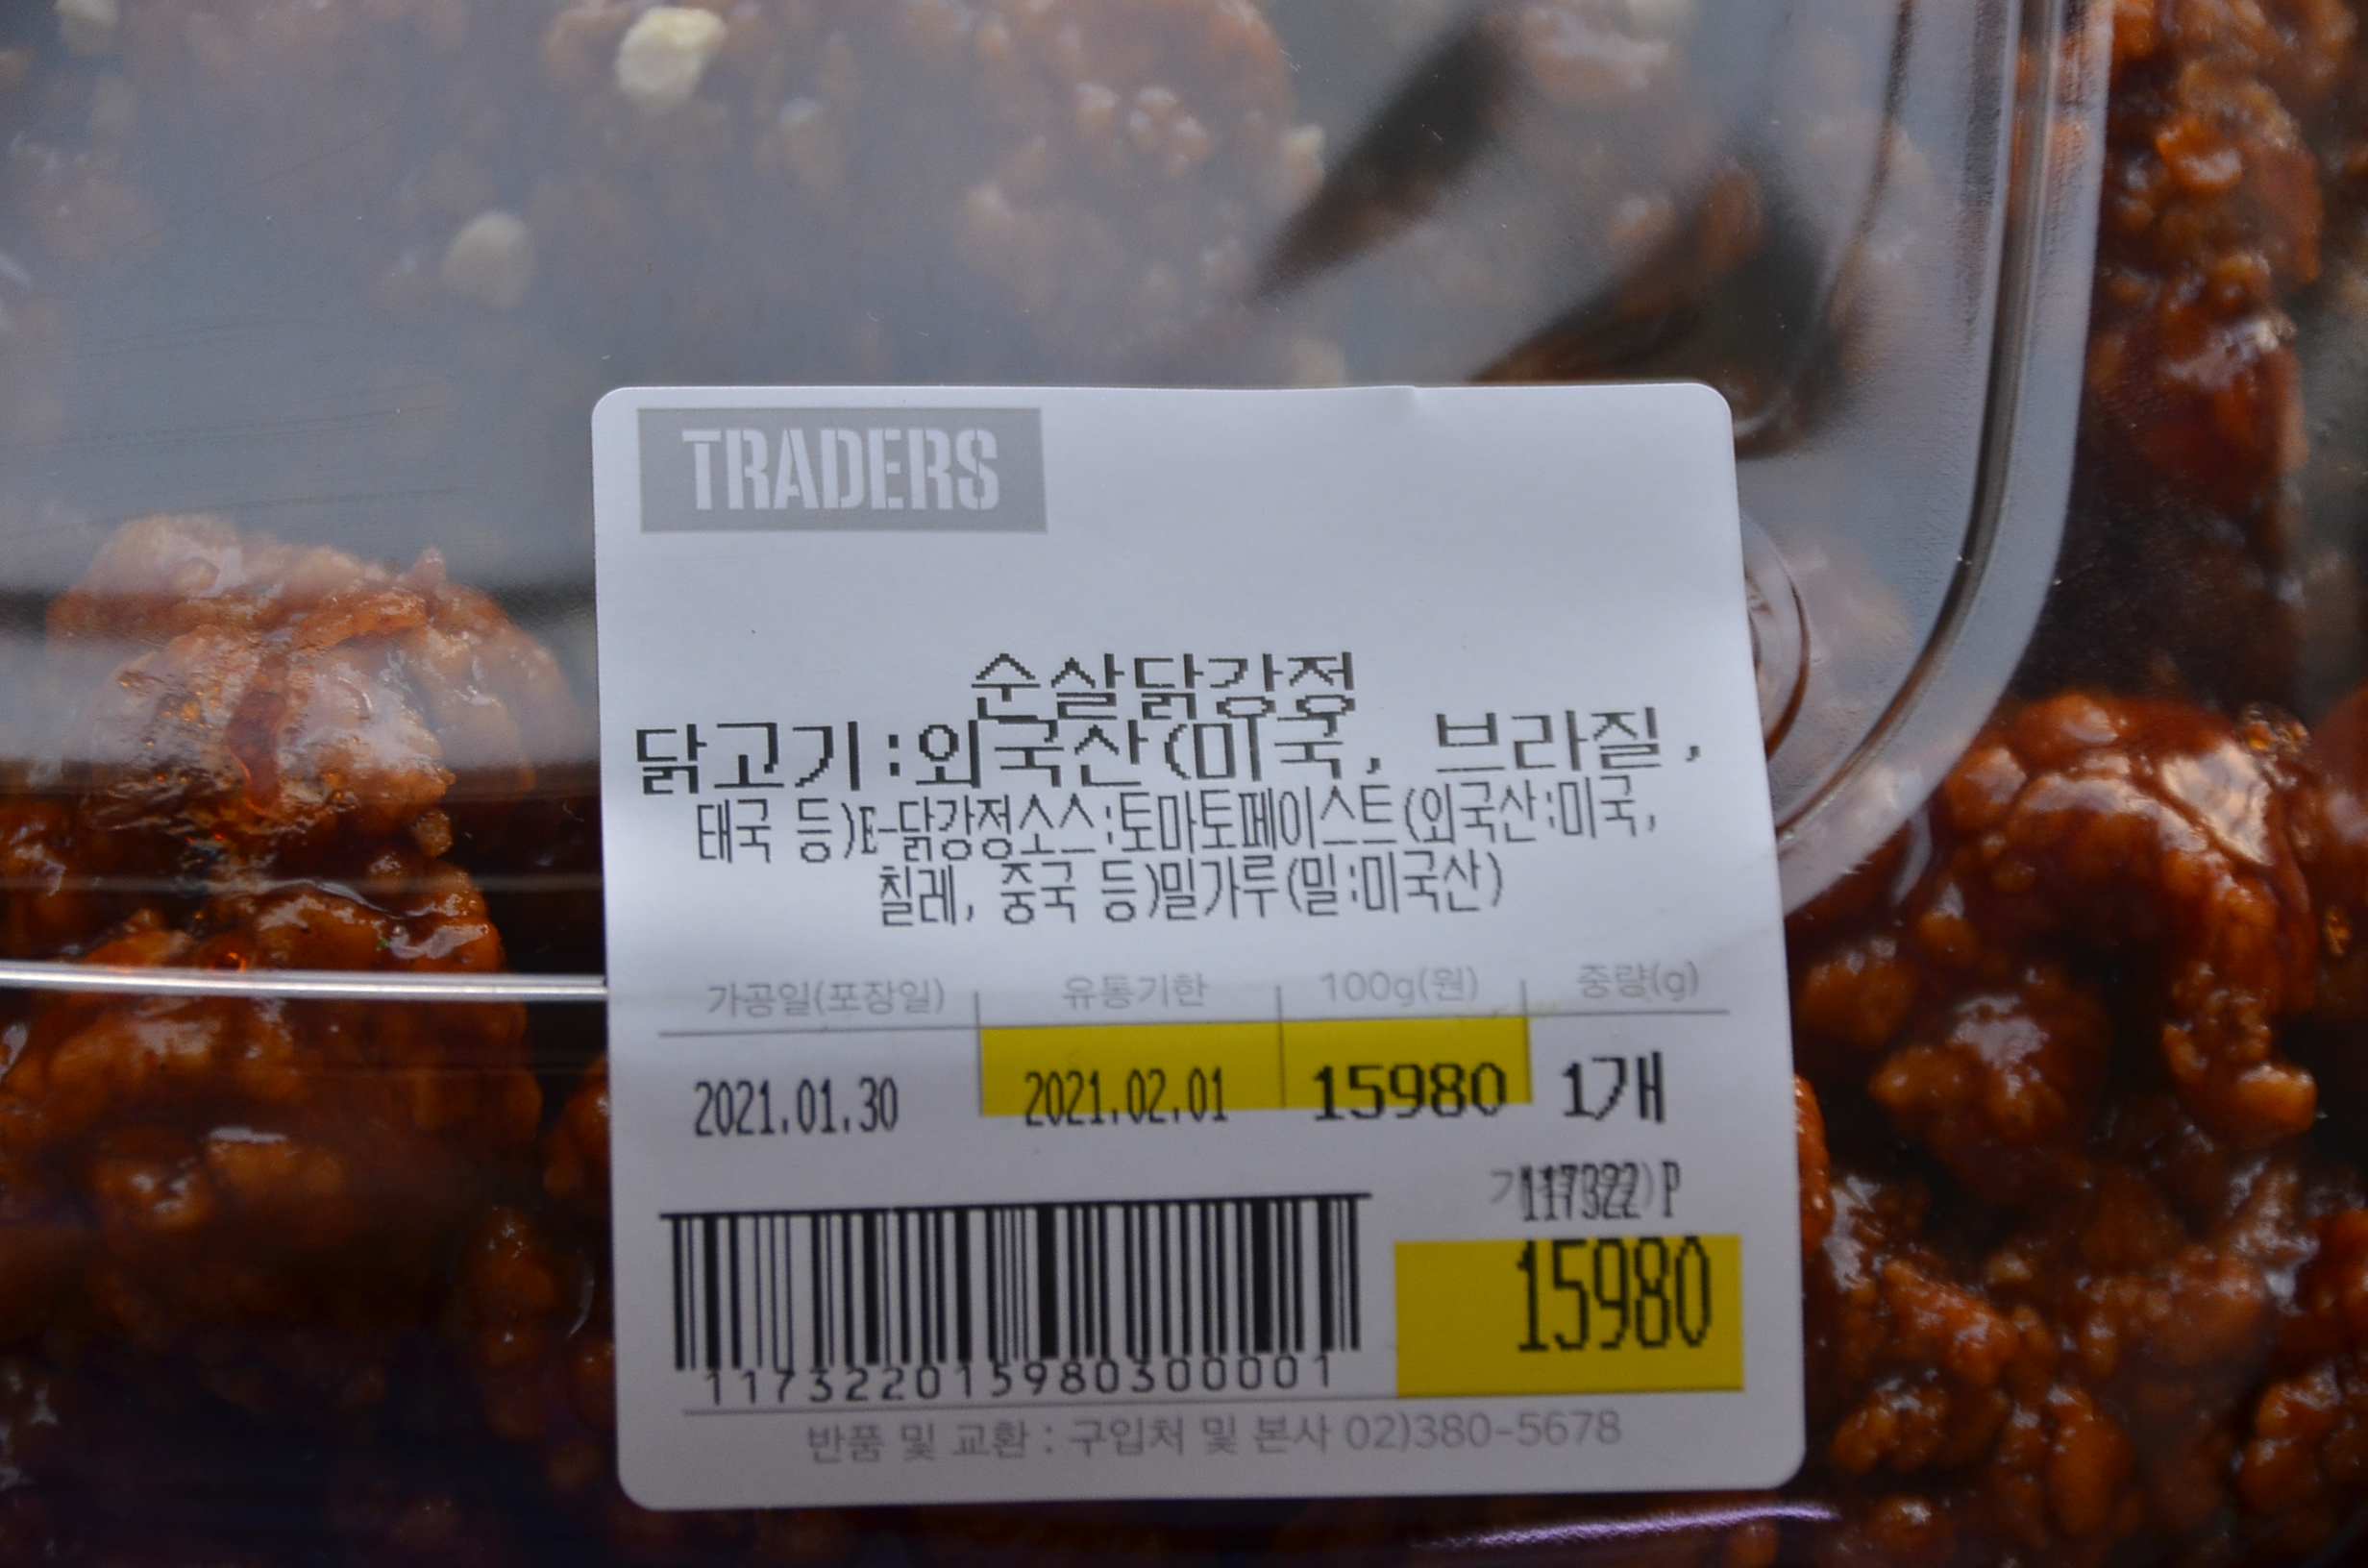 TRADERS
순살닭강정
닭고기:외국산(미국, 브라질,
태국 등)E-닭강정소스:토마토페이스트(외국산:미국,
칠레, 중국 등)밀가루(밀:미국산)
가공일(포장일) 유통기한 100g(원) 중량(g)
2021.01.30 2021.02.01 15980 1개
117322 P
15980
117322015980300001
반품 및 교환 : 구입처 및 본사 02)380-5678